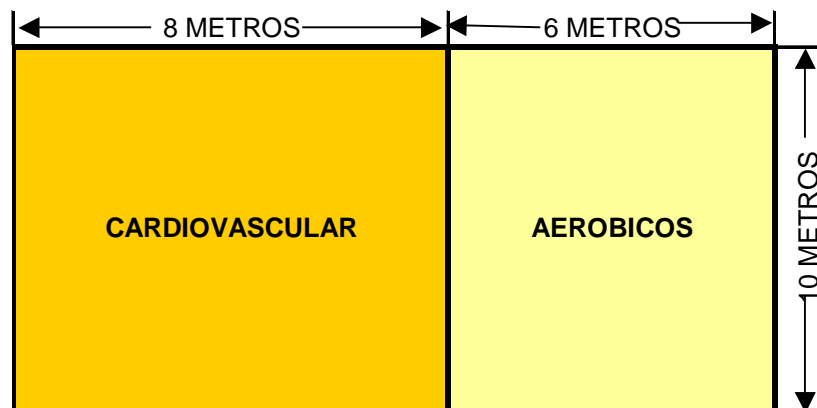 8 METROS
6 METROS
CARDIOVASCULAR
AEROBICOS
10 METROS